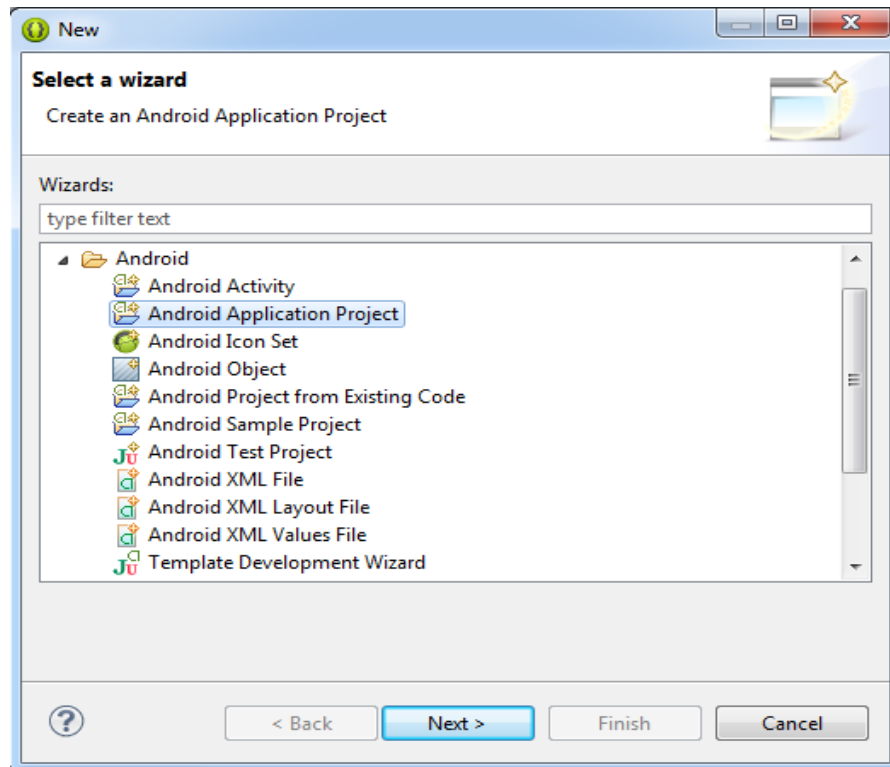 New
Select a wizard
Create an Android Application Project
Wizards:
type filter text
Android
Android Activity
Android Application Project
Android Icon Set
Android Object
Android Project from Existing Code
Android Sample Project
Android Test Project
Android XML File
Android XML Layout File
Android XML Values File
Template Development Wizard
< Back Next > Finish Cancel